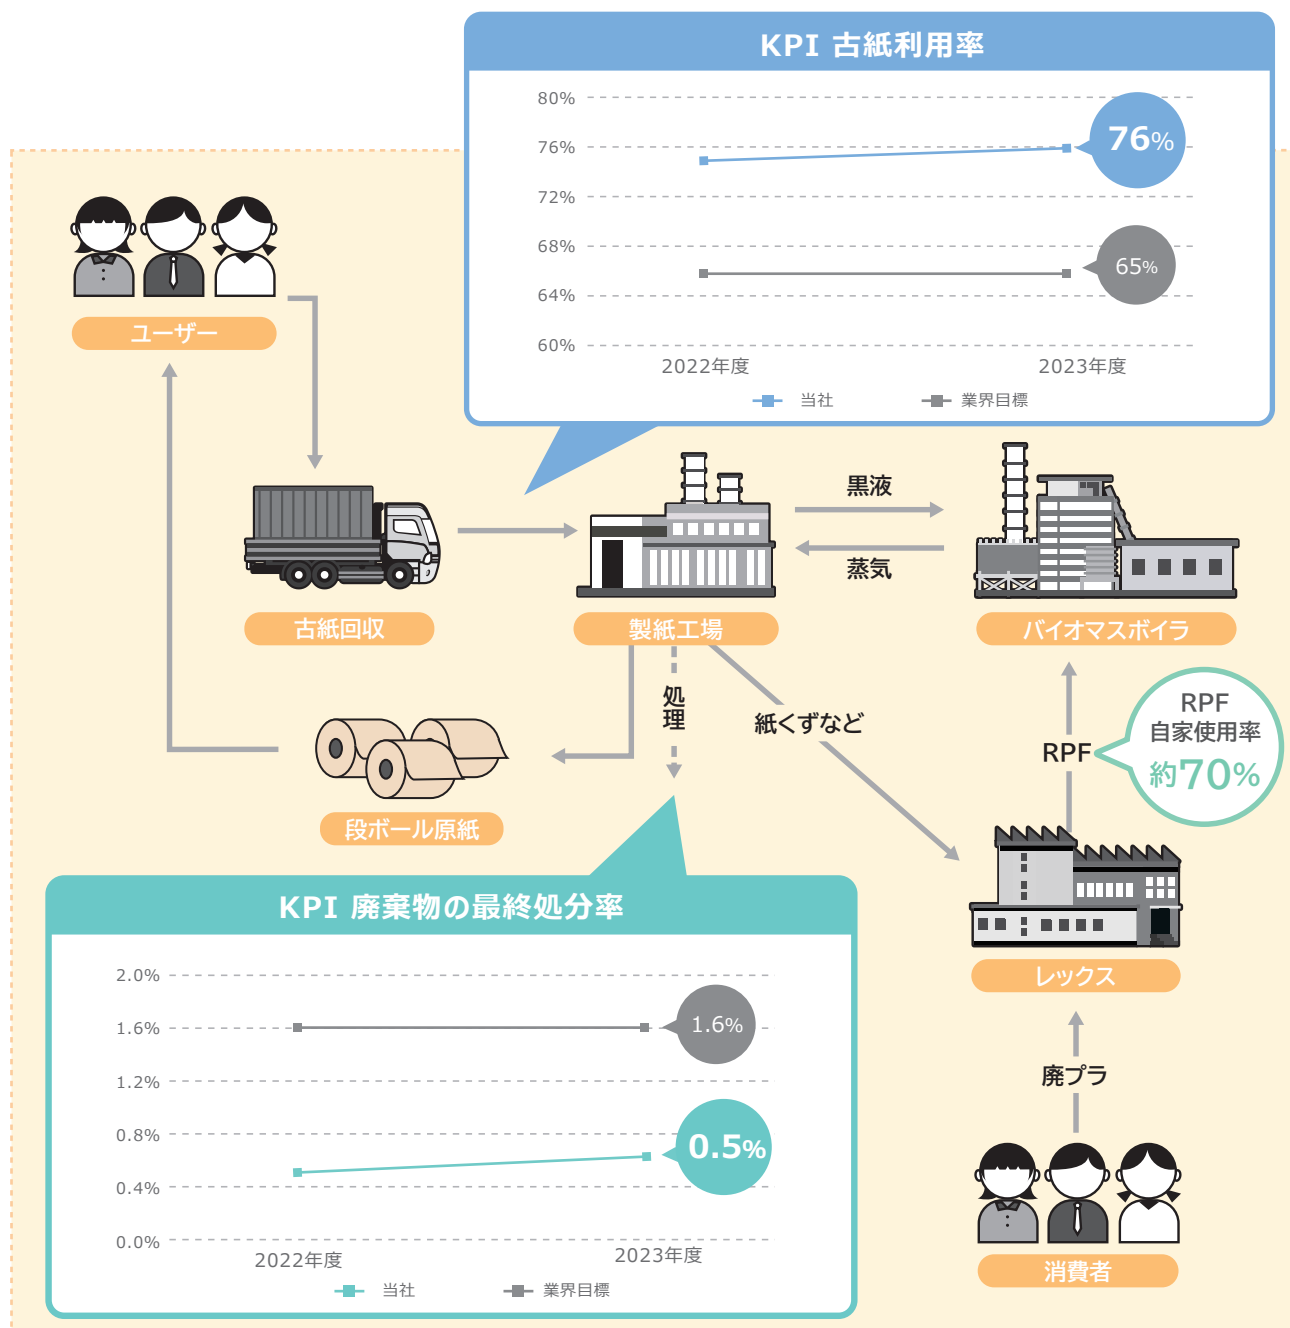 KPI 古紙利用率
80%
76%
72%
68%
64%
60%
76%
65%
2022年度
2023年度
当社
業界目標
ユーザー
古紙回収
製紙工場
黒液
蒸気
バイオマスボイラ
処理
紙くずなど
RPF
RPF
自家使用率
約70%
段ボール原紙
レックス
廃プラ
消費者
KPI 廃棄物の最終処分率
2.0%
1.6%
1.2%
0.8%
0.4%
0.0%
1.6%
0.5%
2022年度
2023年度
当社
業界目標